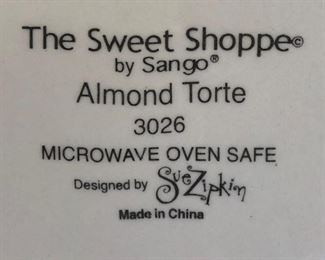 The Sweet Shoppe©
by Sango®
Almond Torte
3026
MICROWAVE OVEN SAFE
Designed by Sue Zipkin
Made in China